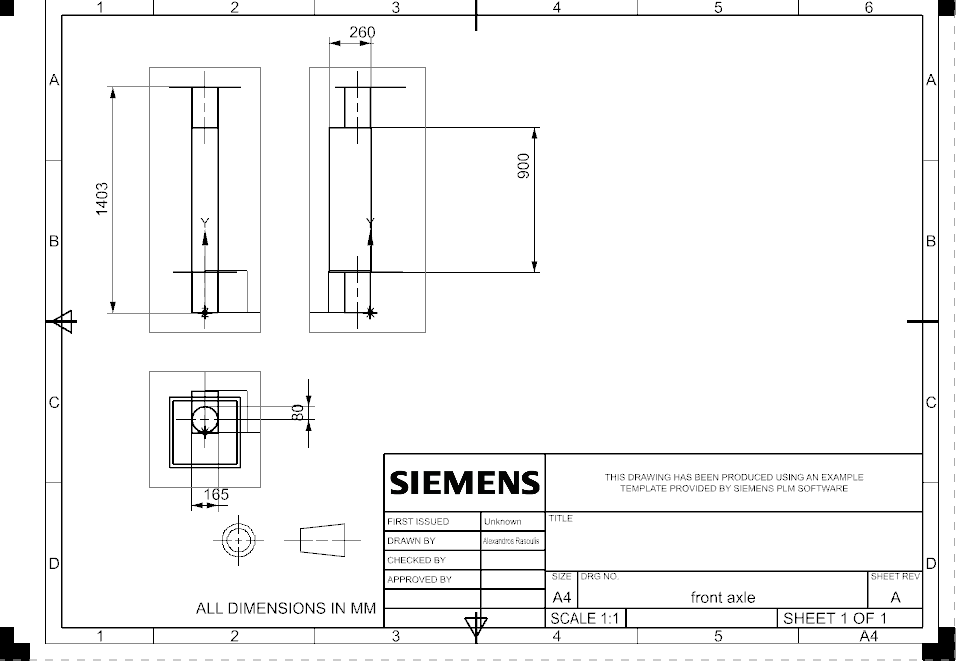 1 2 3 4 5 6
260
A A
1403
900
Y Y
B B
C C
80
165
SIEMENS
THIS DRAWING HAS BEEN PRODUCED USING AN EXAMPLE
TEMPLATE PROVIDED BY SIEMENS PLM SOFTWARE
FIRST ISSUED Unknown
TITLE
DRAWN BY Alexandros Rasoulis
CHECKED BY
D D
APPROVED BY
SIZE DRG NO. SHEET REV
A4 front axle A
ALL DIMENSIONS IN MM
SCALE 1:1 SHEET 1 OF 1
1 2 3 4 5 A4